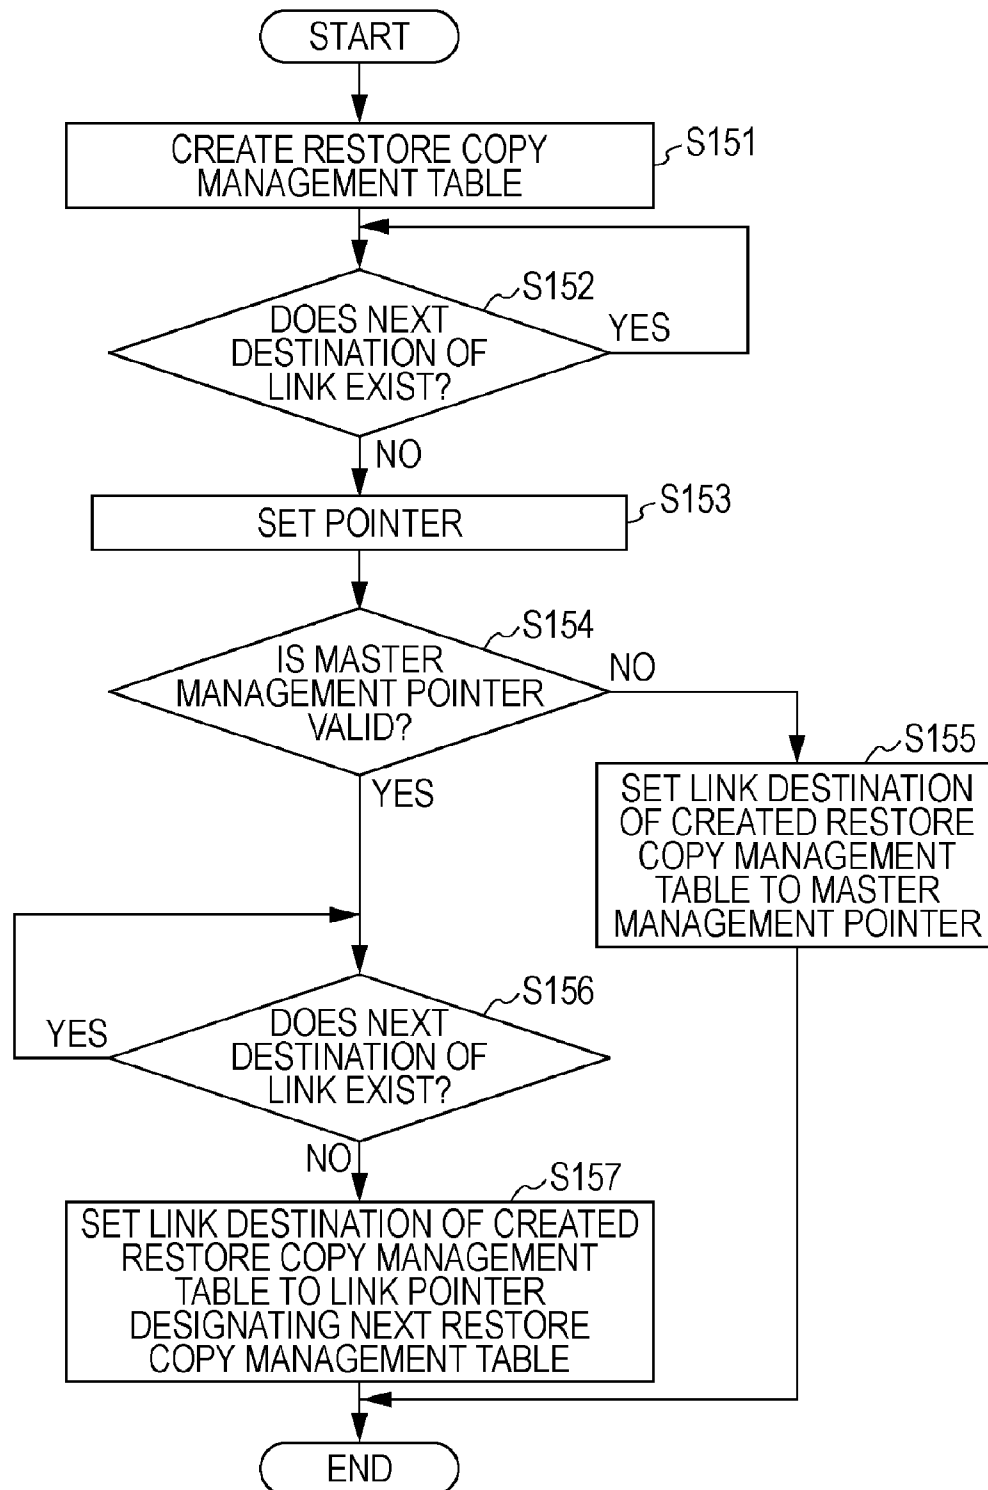 START
CREATE RESTORE COPY
MANAGEMENT TABLE
S151
S152
DOES NEXT
DESTINATION OF
LINK EXIST?
YES
NO
SET POINTER
S153
S154
IS MASTER
MANAGEMENT POINTER
VALID?
NO
YES
S155
SET LINK DESTINATION
OF CREATED RESTORE
COPY MANAGEMENT
TABLE TO MASTER
MANAGEMENT POINTER
S156
DOES NEXT
DESTINATION OF
LINK EXIST?
YES
NO
S157
SET LINK DESTINATION OF CREATED
RESTORE COPY MANAGEMENT
TABLE TO LINK POINTER
DESIGNATING NEXT RESTORE
COPY MANAGEMENT TABLE
END